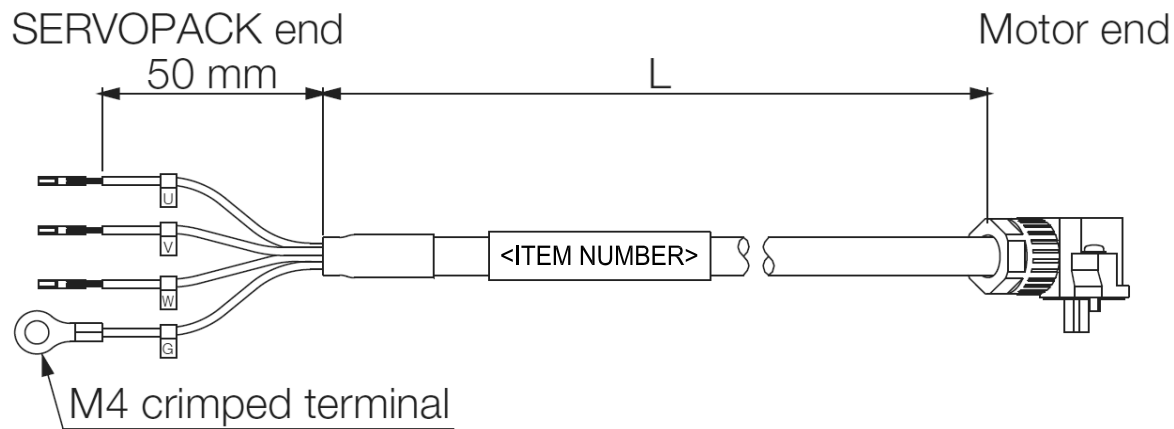 SERVOPACK end
Motor end
50 mm
L
U
V
<ITEM NUMBER>
W
G
M4 crimped terminal